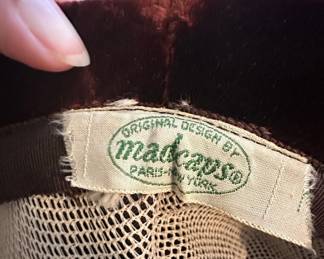 ORIGINAL DESIGN BY
madcaps®
PARIS-NEW YORK